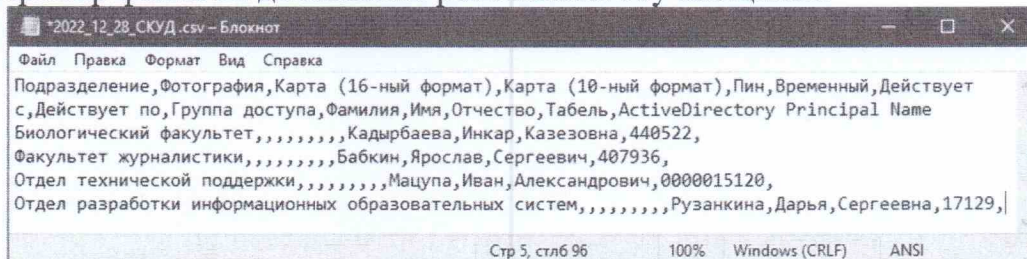 *2022_12_28_СКУД.csv – Блокнот
Файл Правка Формат Вид Справка
Подразделение,Фотография,Карта (16-ный формат),Карта (10-ный формат),Пин,Временный,Действует
с,Действует по,Группа доступа,Фамилия,Имя,Отчество,Табель,ActiveDirectory Principal Name
Биологический факультет,,,,,,,,,Кадырбаева,Инкар,Казезовна,440522,
Факультет журналистики,,,,,,,,,Бабкин,Ярослав,Сергеевич,407936,
Отдел технической поддержки,,,,,,,,,Мацупа,Иван,Александрович,0000015120,
Отдел разработки информационных образовательных систем,,,,,,,,,Рузанкина,Дарья,Сергеевна,17129,
Стр 5, стлб 96 100% Windows (CRLF) ANSI